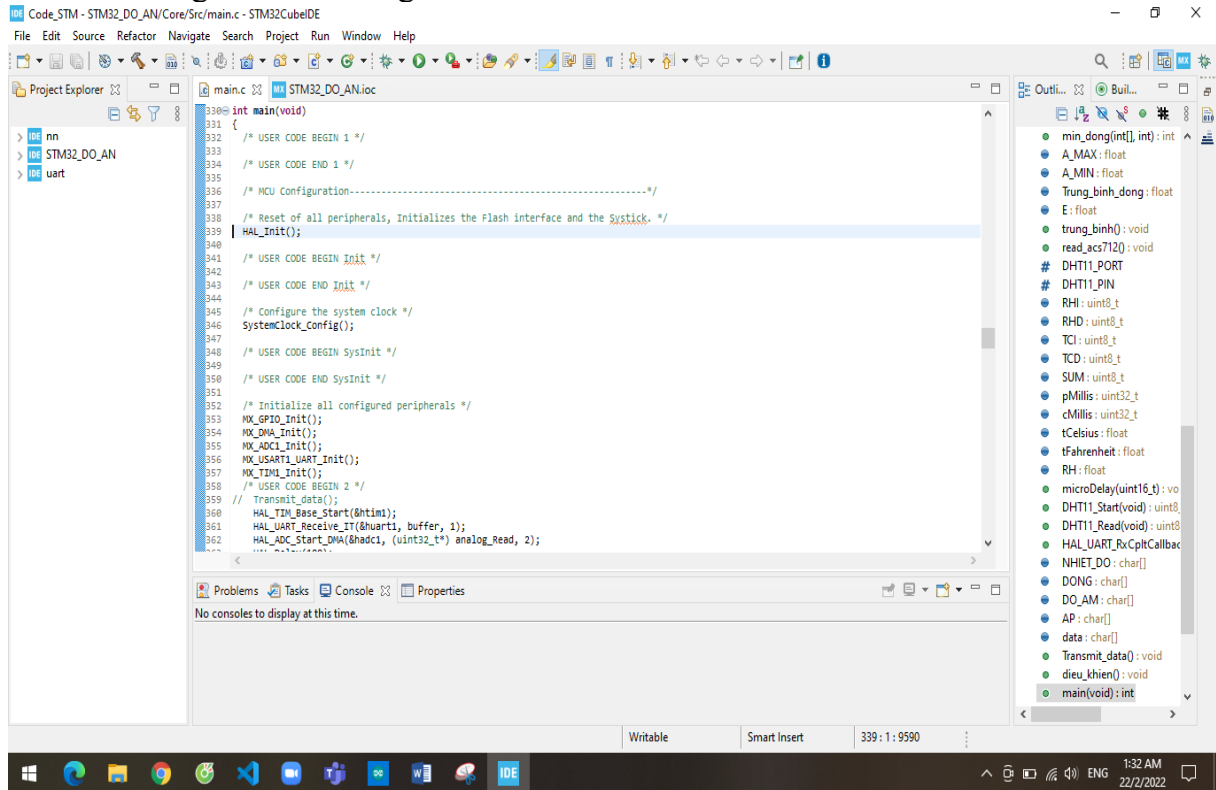 Code_STM - STM32_DO_AN/Core/Src/main.c - STM32CubeIDE
File Edit Source Refactor Navigate Search Project Run Window Help
Project Explorer
nn
STM32_DO_AN
uart
main.c STM32_DO_AN.ioc
330 int main(void)
331 {
332 /* USER CODE BEGIN 1 */
333
334 /* USER CODE END 1 */
335
336 /* MCU Configuration--------------------------------------------------------*/
337
338 /* Reset of all peripherals, Initializes the Flash interface and the Systick. */
339 HAL_Init();
340
341 /* USER CODE BEGIN Init */
342
343 /* USER CODE END Init */
344
345 /* Configure the system clock */
346 SystemClock_Config();
347
348 /* USER CODE BEGIN SysInit */
349
350 /* USER CODE END SysInit */
351
352 /* Initialize all configured peripherals */
353 MX_GPIO_Init();
354 MX_DMA_Init();
355 MX_ADC1_Init();
356 MX_USART1_UART_Init();
357 MX_TIM1_Init();
358 /* USER CODE BEGIN 2 */
359 // Transmit_data();
360 HAL_TIM_Base_Start(&htim1);
361 HAL_UART_Receive_IT(&huart1, buffer, 1);
362 HAL_ADC_Start_DMA(&hadc1, (uint32_t*) analog_Read, 2);
Problems Tasks Console Properties
No consoles to display at this time.
Outli... Buil...
min_dong(int[], int) : int
A_MAX : float
A_MIN : float
Trung_binh_dong : float
E : float
trung_binh() : void
read_acs712() : void
DHT11_PORT
DHT11_PIN
RHI : uint8_t
RHD : uint8_t
TCI : uint8_t
TCD : uint8_t
SUM : uint8_t
pMillis : uint32_t
cMillis : uint32_t
tCelsius : float
tFahrenheit : float
RH : float
microDelay(uint16_t) : vo
DHT11_Start(void) : uint8_
DHT11_Read(void) : uint8
HAL_UART_RxCpltCallbac
NHIET_DO : char[]
DONG : char[]
DO_AM : char[]
AP : char[]
data : char[]
Transmit_data() : void
dieu_khien() : void
main(void) : int
Writable Smart Insert 339 : 1 : 9590
ENG 1:32 AM
22/2/2022